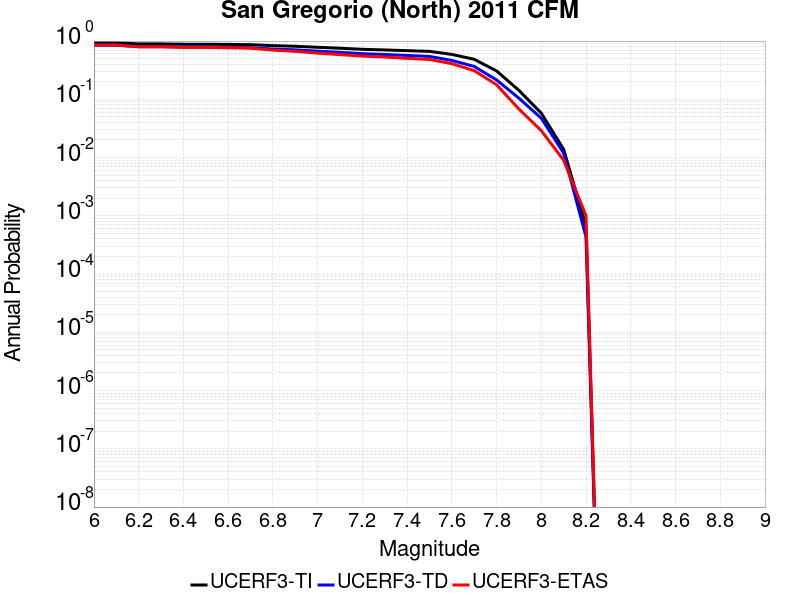 San Gregorio (North) 2011 CFM
Annual Probability
10^0
10^-1
10^-2
10^-3
10^-4
10^-5
10^-6
10^-7
10^-8
6 6.2 6.4 6.6 6.8 7 7.2 7.4 7.6 7.8 8 8.2 8.4 8.6 8.8 9
Magnitude
UCERF3-TI UCERF3-TD UCERF3-ETAS